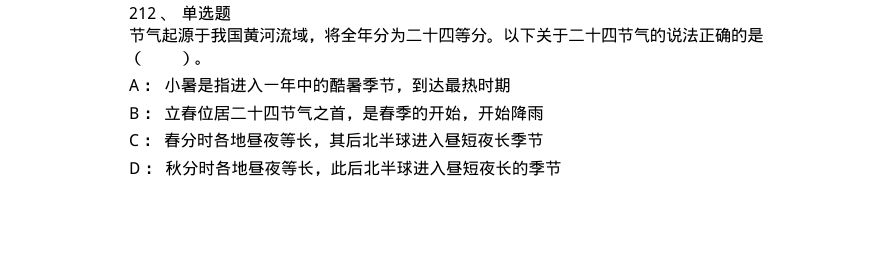 212 、 单选题
节气起源于我国黄河流域，将全年分为二十四等分。以下关于二十四节气的说法正确的是
（　　）。
A ： 小暑是指进入一年中的酷暑季节，到达最热时期
B ： 立春位居二十四节气之首，是春季的开始，开始降雨
C ： 春分时各地昼夜等长，其后北半球进入昼短夜长季节
D ： 秋分时各地昼夜等长，此后北半球进入昼短夜长的季节